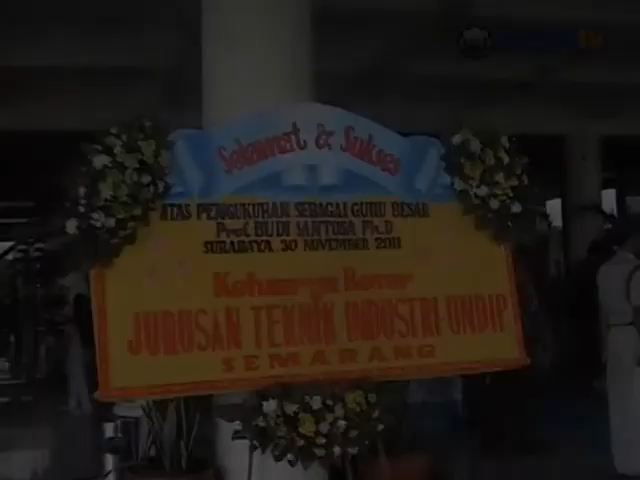 Selamat & Sukses
ATAS PENGUKUHAN SEBAGAI GURU BESAR
Prof. BUDI SANTOSA Ph.D
SURABAYA, 30 NOVEMBER 2011
Keluarga Besar
JURUSAN TEKNIK INDUSTRI-UNDIP
SEMARANG
TV